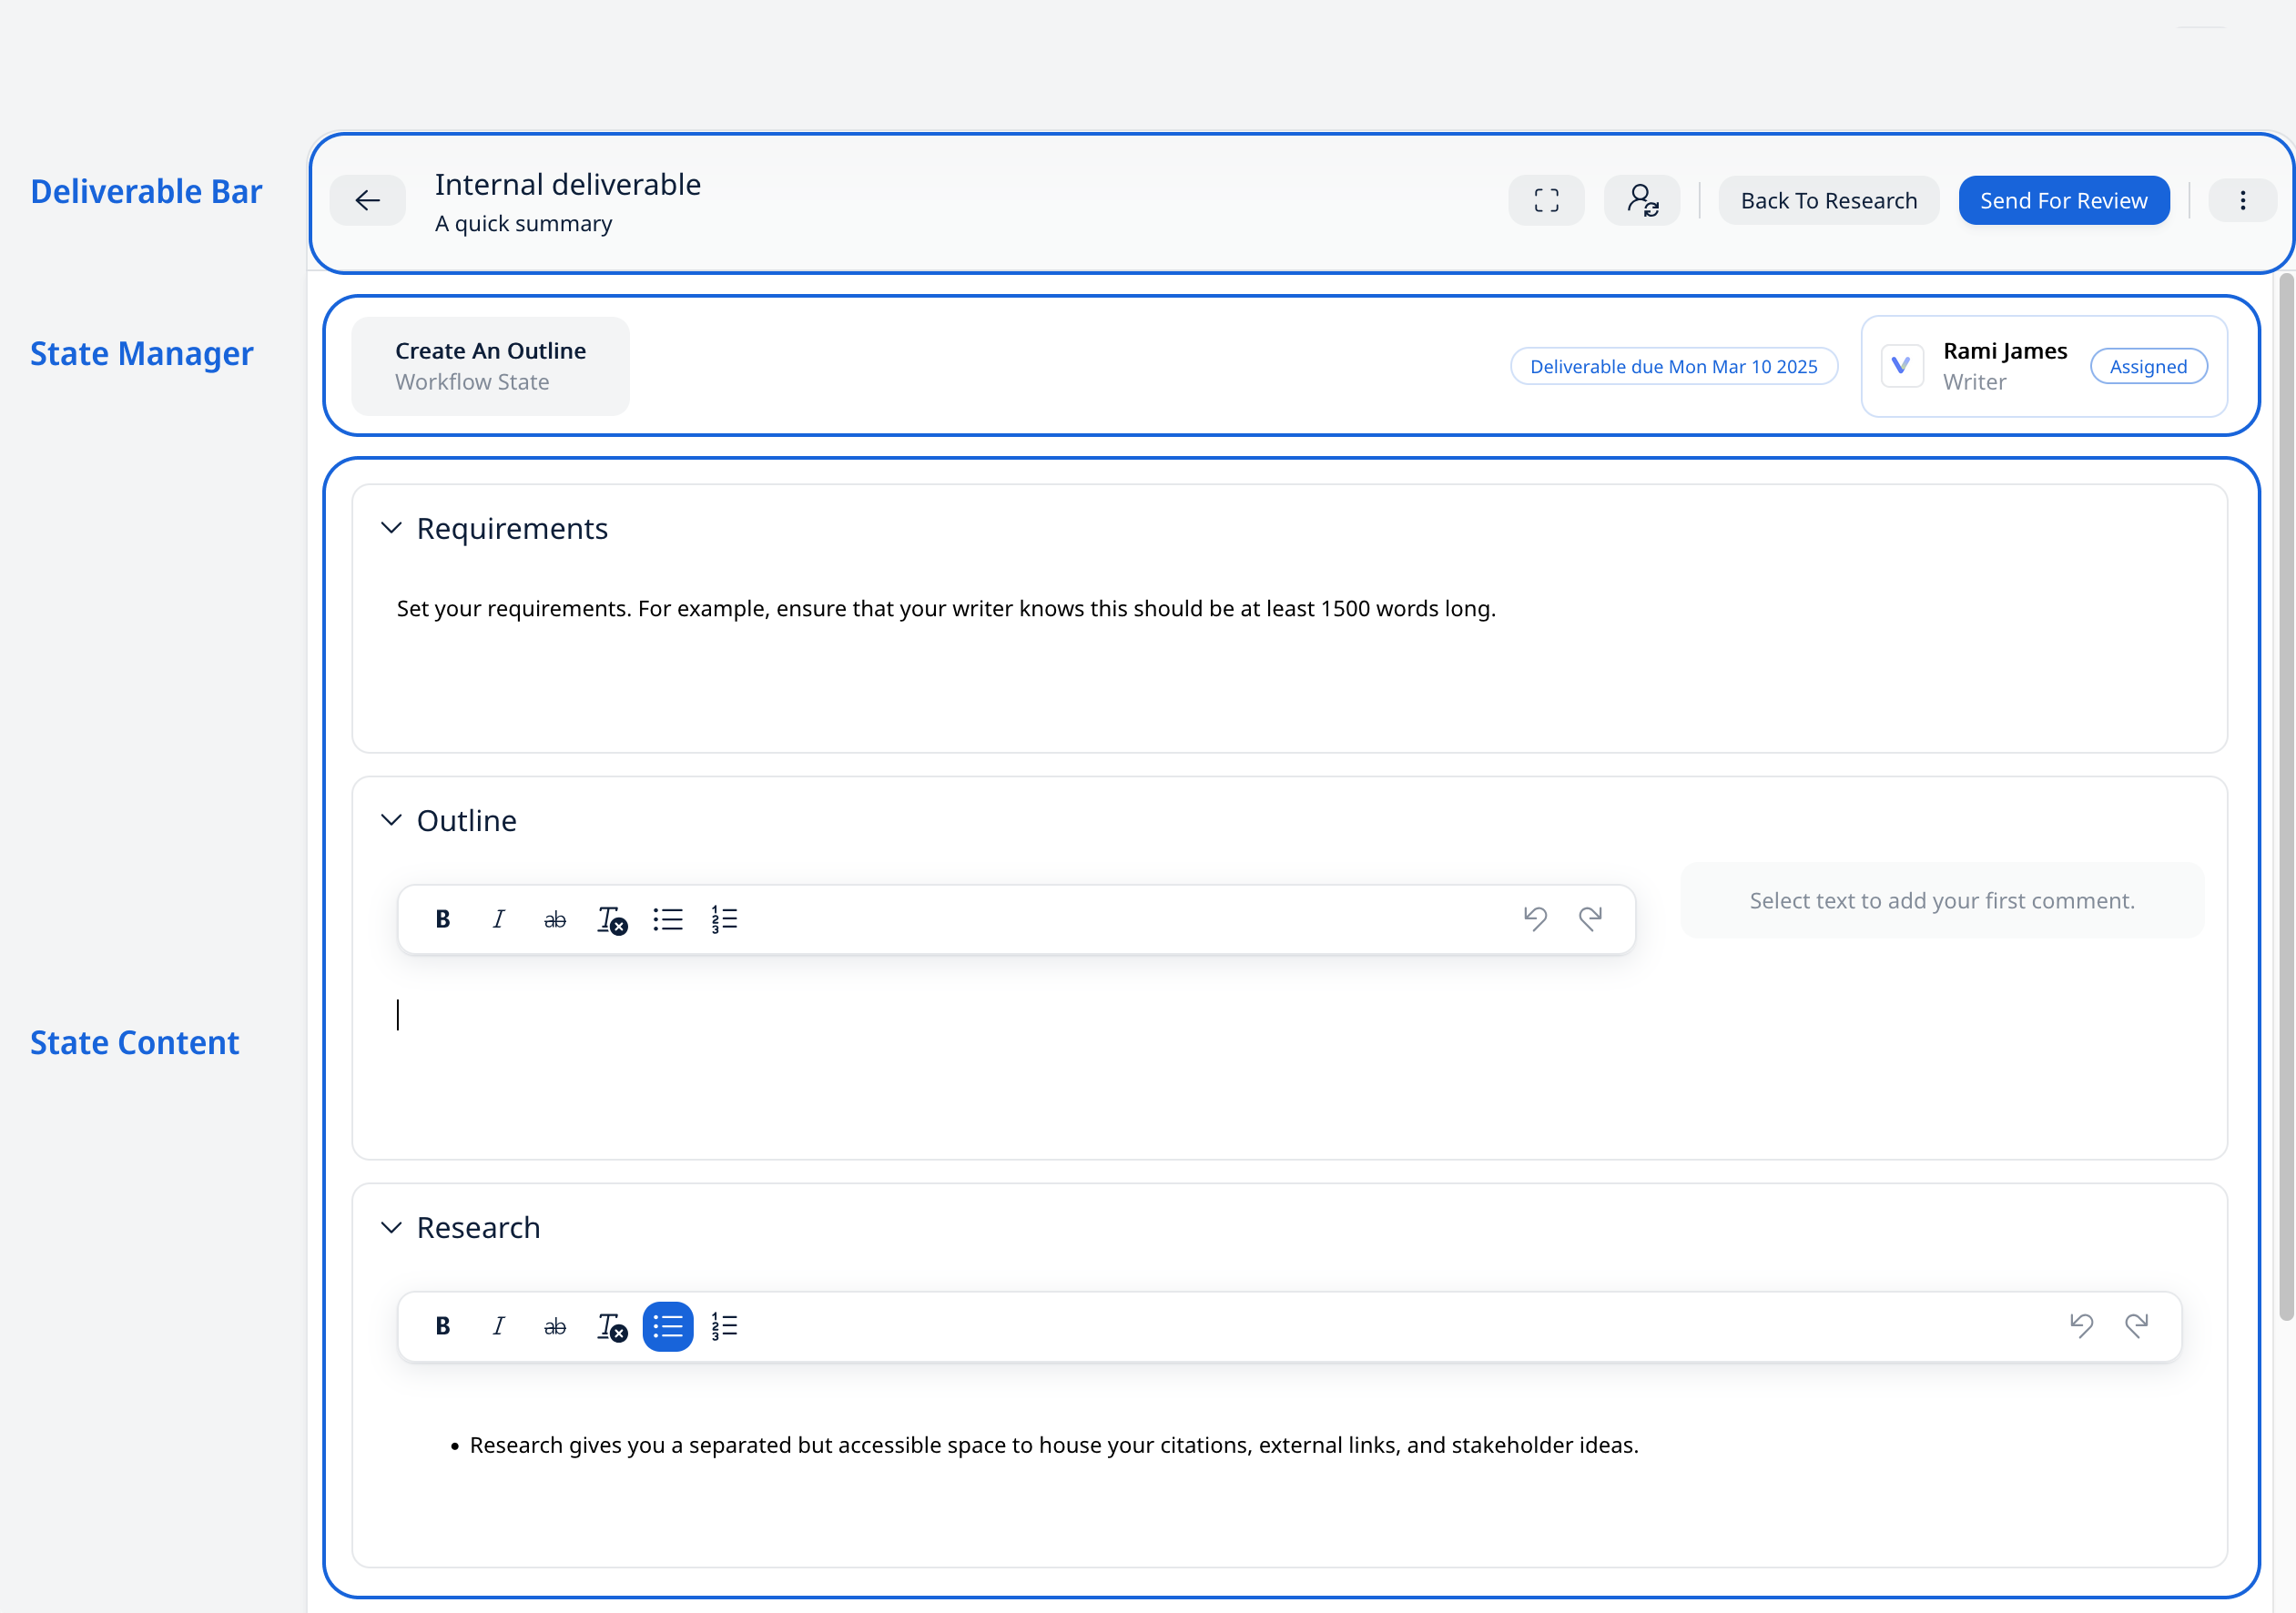 Deliverable Bar
Internal deliverable
A quick summary
Back To Research
Send For Review
State Manager
Create An Outline
Workflow State
Deliverable due Mon Mar 10 2025
Rami James
Writer
Assigned
Requirements
Set your requirements. For example, ensure that your writer knows this should be at least 1500 words long.
Outline
Select text to add your first comment.
State Content
Research
• Research gives you a separated but accessible space to house your citations, external links, and stakeholder ideas.